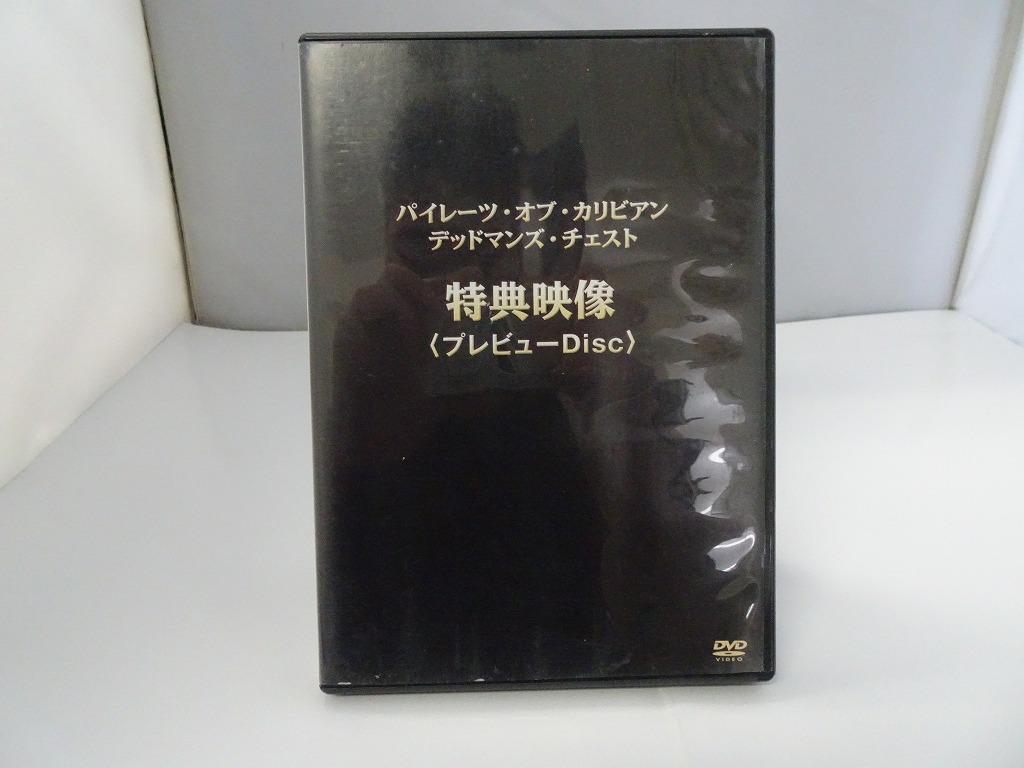 パイレーツ・オブ・カリビアン
デッドマンズ・チェスト
特典映像
〈プレビューDisc〉
DVD
VIDEO